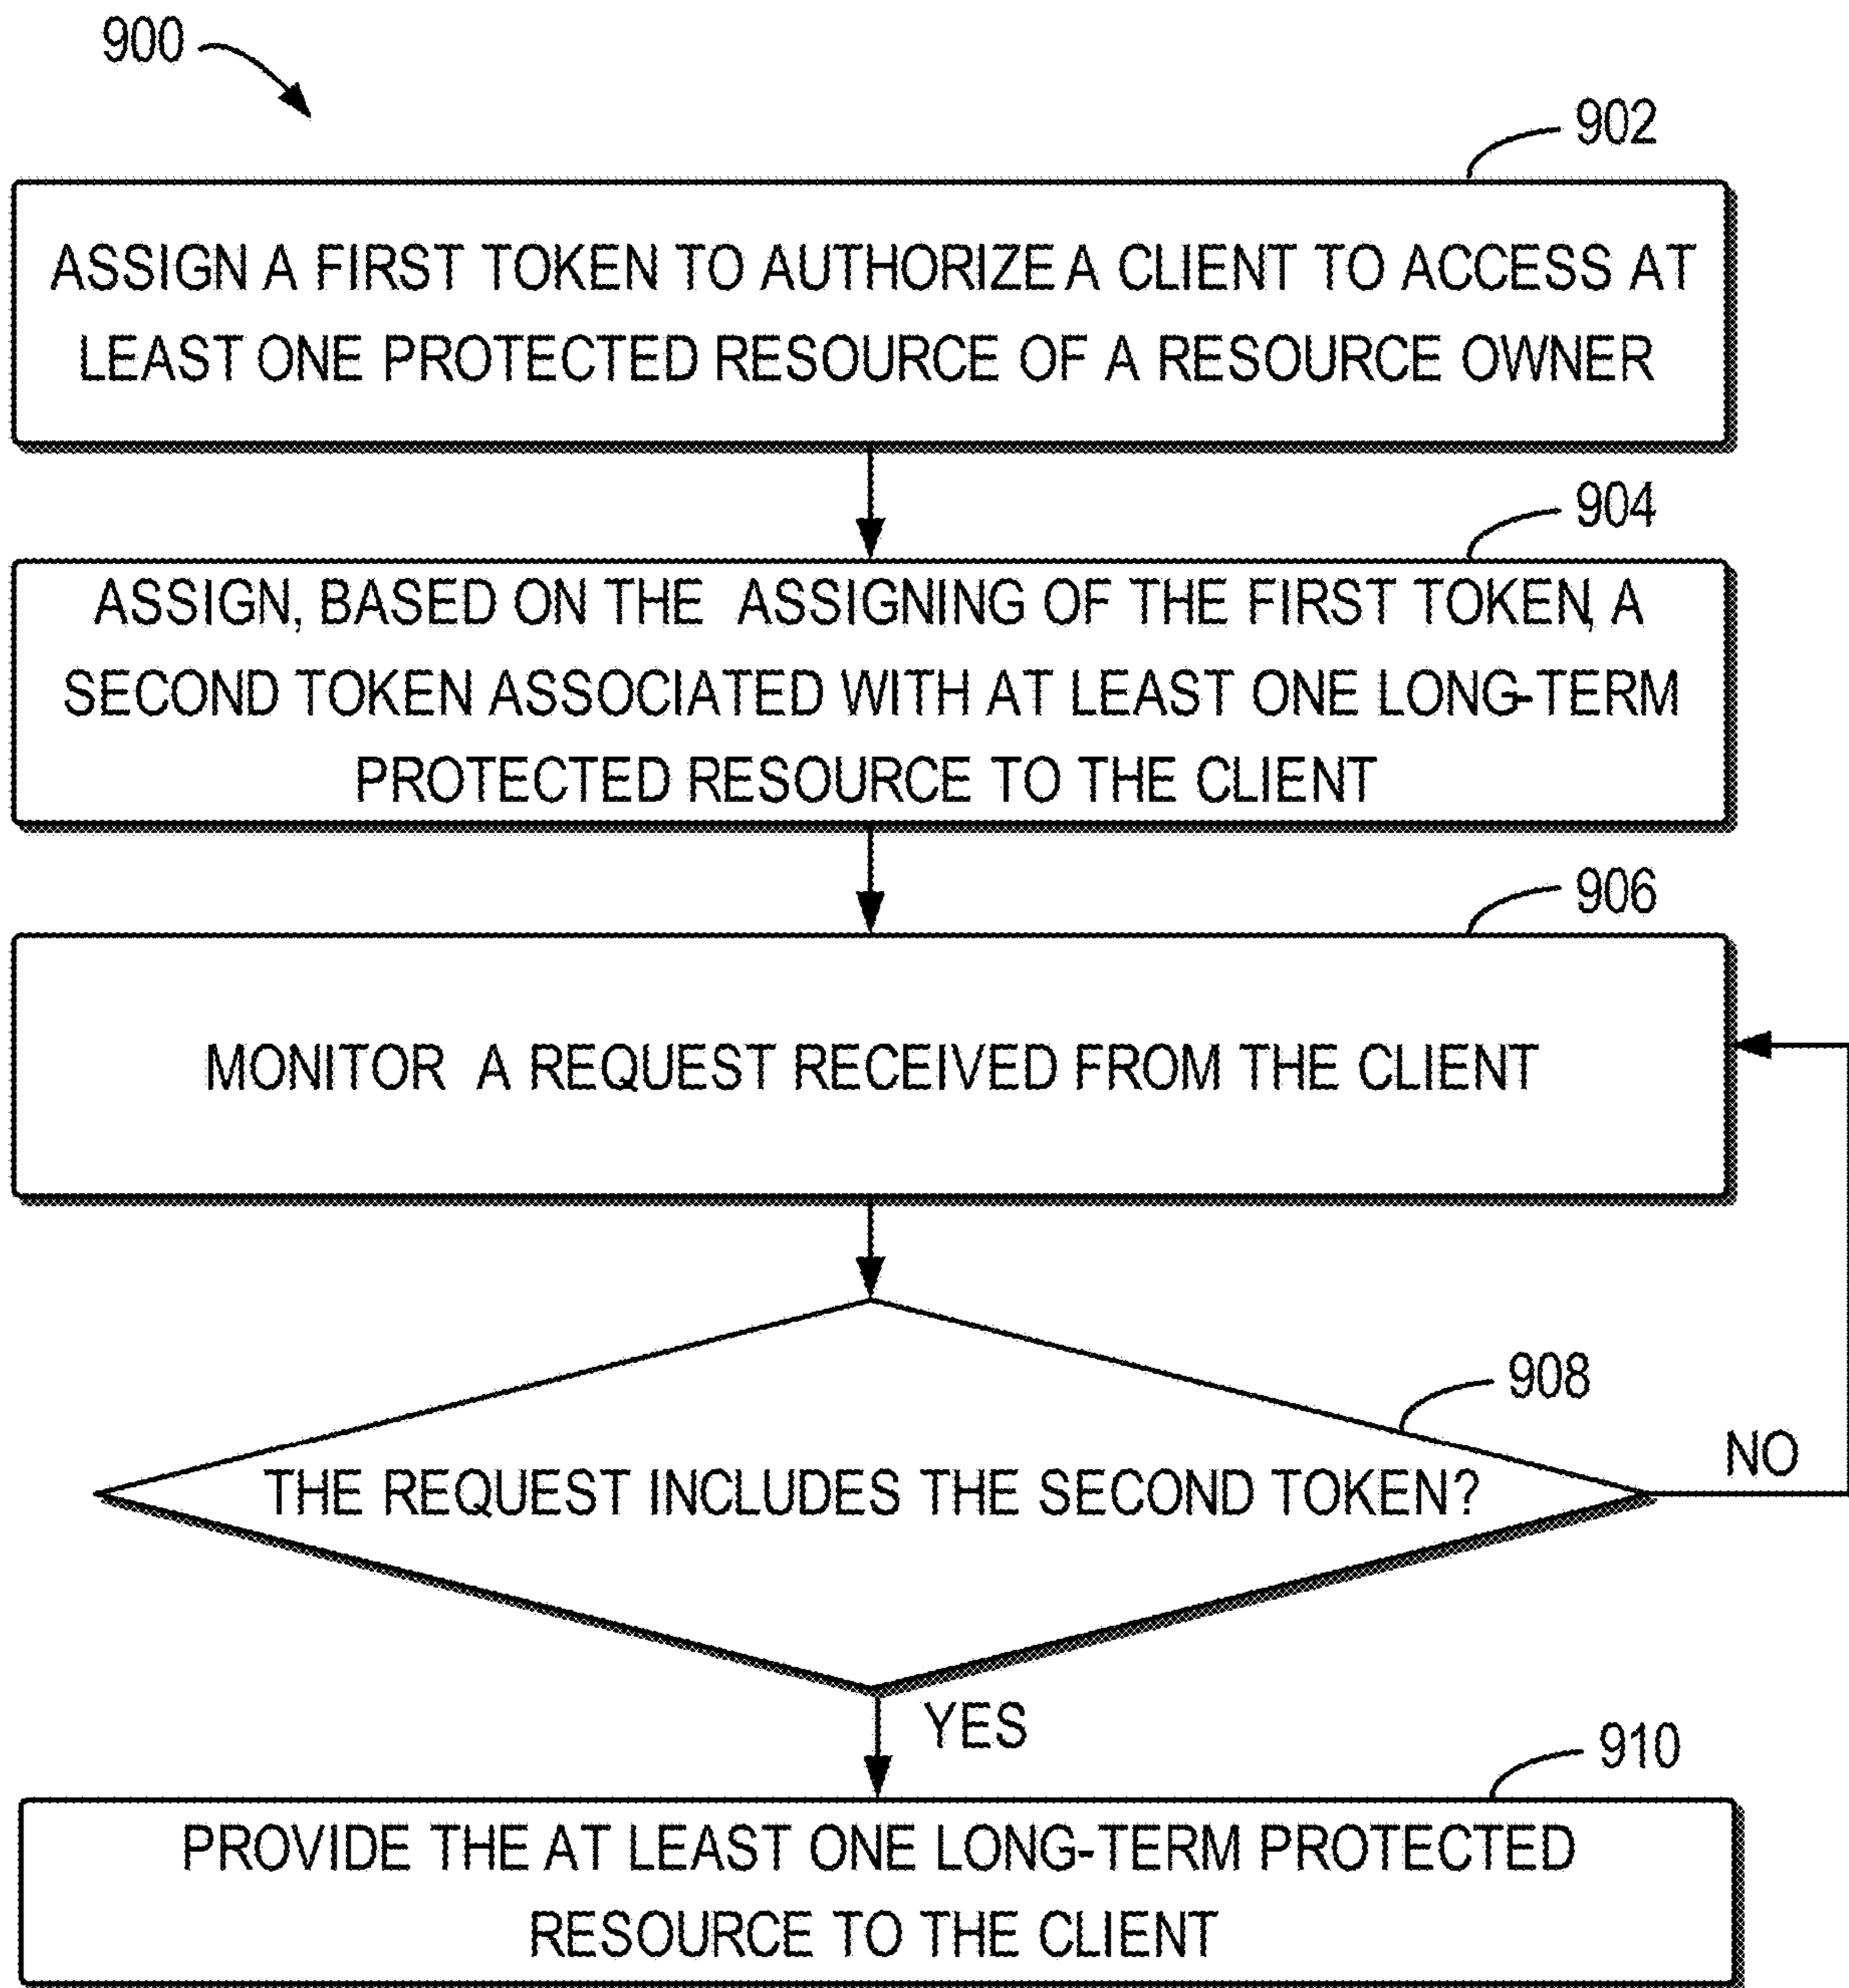 900
902
ASSIGN A FIRST TOKEN TO AUTHORIZE A CLIENT TO ACCESS AT
LEAST ONE PROTECTED RESOURCE OF A RESOURCE OWNER
904
ASSIGN, BASED ON THE ASSIGNING OF THE FIRST TOKEN, A
SECOND TOKEN ASSOCIATED WITH AT LEAST ONE LONG-TERM
PROTECTED RESOURCE TO THE CLIENT
906
MONITOR A REQUEST RECEIVED FROM THE CLIENT
908
THE REQUEST INCLUDES THE SECOND TOKEN?
NO
YES
910
PROVIDE THE AT LEAST ONE LONG-TERM PROTECTED
RESOURCE TO THE CLIENT